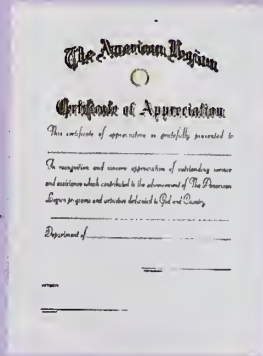 The American Legion
Certificate of Appreciation
This certificate of appreciation is gratefully presented to
In recognition and sincere appreciation of outstanding service
and assistance which contributed to the advancement of The American
Legion programs and activities dedicated to God and Country
Department of